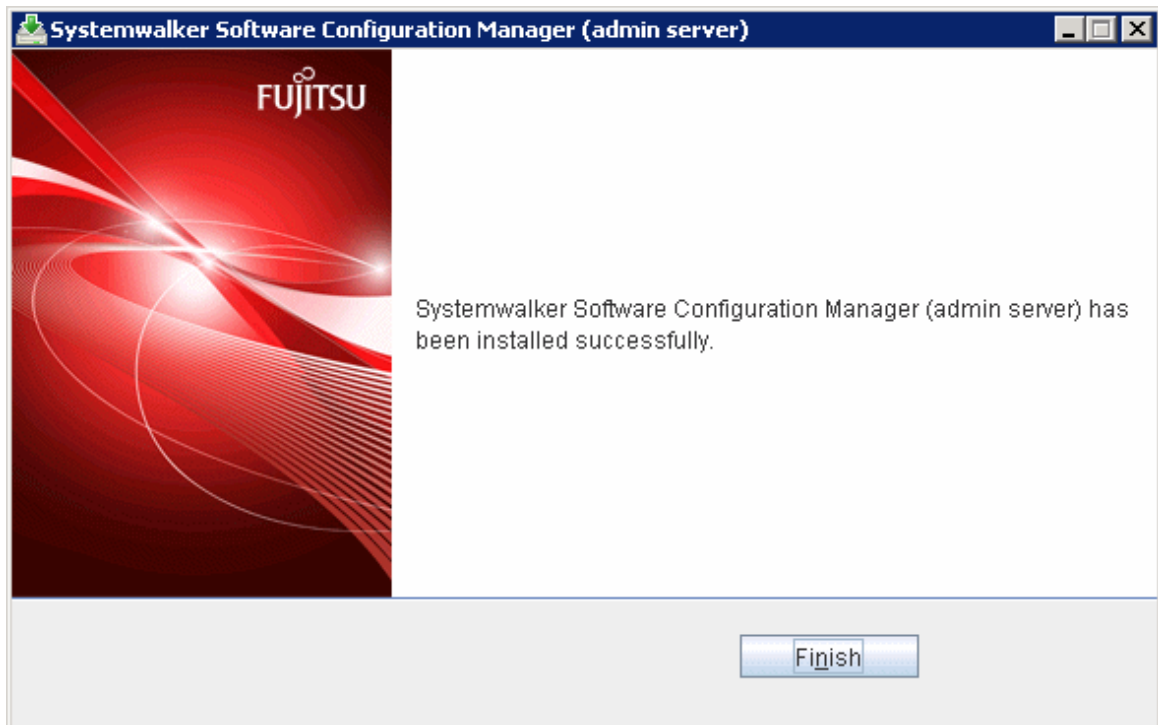 Systemwalker Software Configuration Manager (admin server)
FUJITSU
Systemwalker Software Configuration Manager (admin server) has
been installed successfully.
Finish